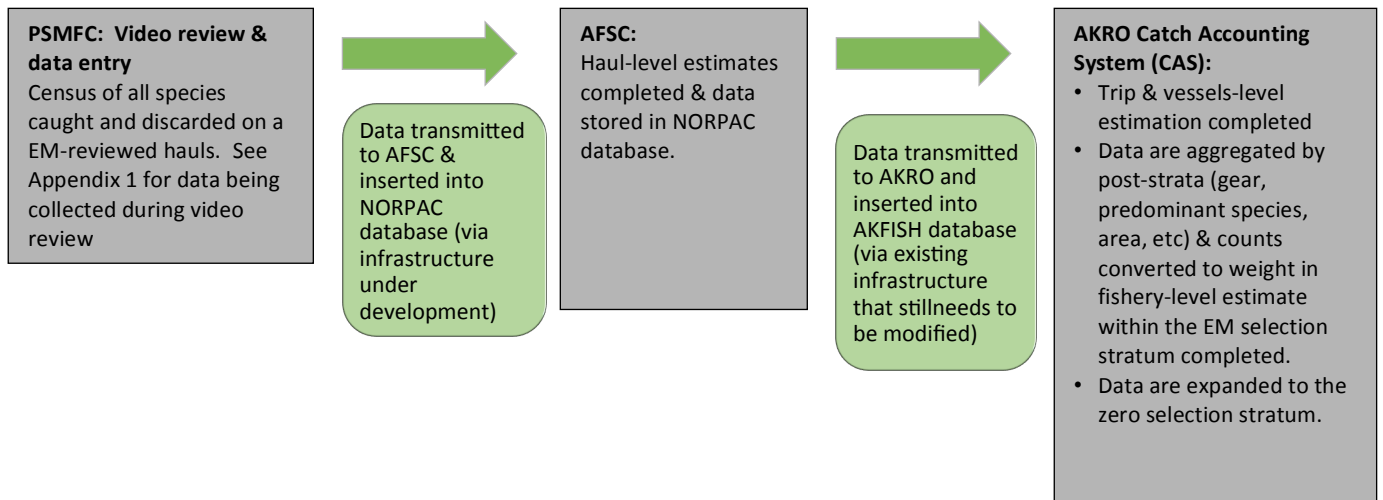 PSMFC: Video review &
data entry
Census of all species
caught and discarded on a
EM-reviewed hauls. See
Appendix 1 for data being
collected during video
review
Data transmitted
to AFSC &
inserted into
NORPAC
database (via
infrastructure
under
development)
AFSC:
Haul-level estimates
completed & data
stored in NORPAC
database.
Data transmitted
to AKRO and
inserted into
AKFISH database
(via existing
infrastructure
that stillneeds to
be modified)
AKRO Catch Accounting
System (CAS):
• Trip & vessels-level
estimation completed
• Data are aggregated by
post-strata (gear,
predominant species,
area, etc) & counts
converted to weight in
fishery-level estimate
within the EM selection
stratum completed.
• Data are expanded to the
zero selection stratum.